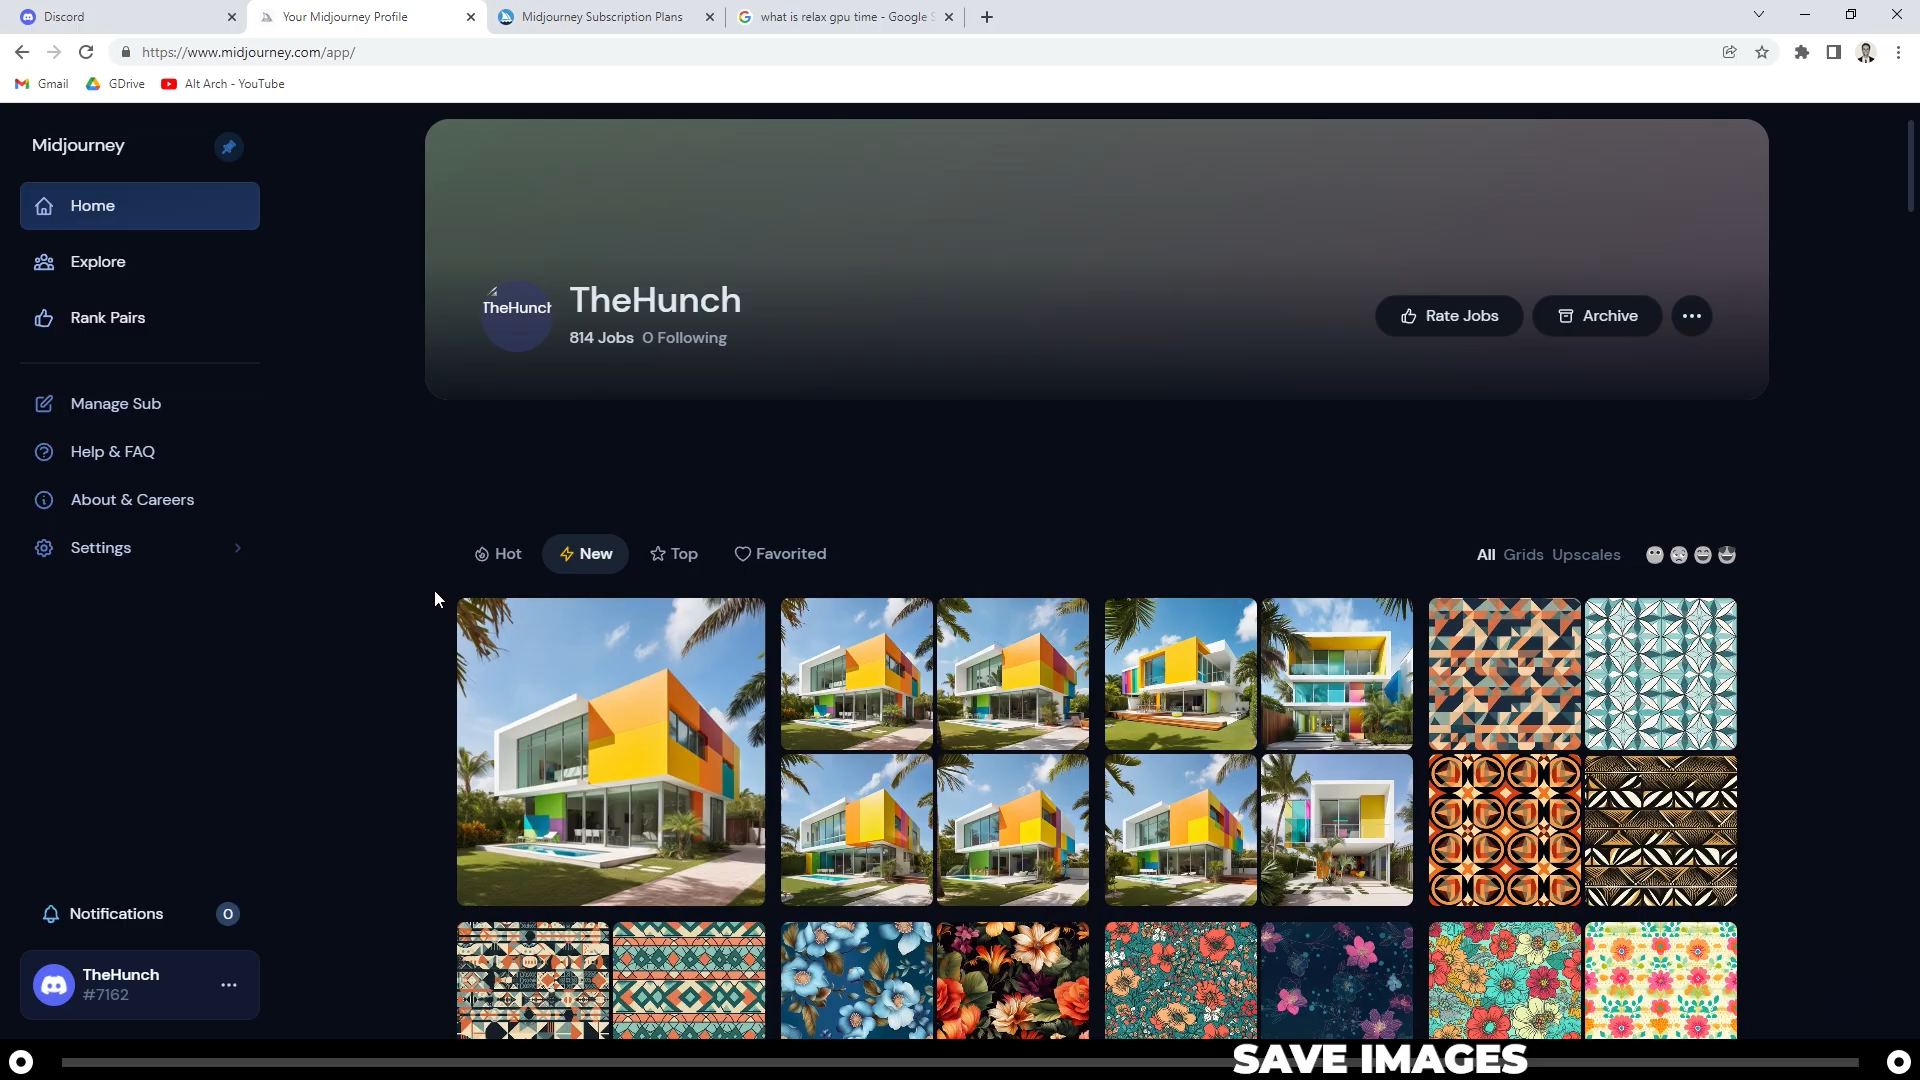 Discord
Your Midjourney Profile
Midjourney Subscription Plans
what is relax gpu time - Google S
https://www.midjourney.com/app/
Gmail
GDrive
Alt Arch - YouTube
Midjourney
Home
Explore
Rank Pairs
Manage Sub
Help & FAQ
About & Careers
Settings
Notifications
0
TheHunch
#7162
TheHunch
TheHunch
814 Jobs 0 Following
Rate Jobs
Archive
Hot
New
Top
Favorited
All Grids Upscales
SAVE IMAGES